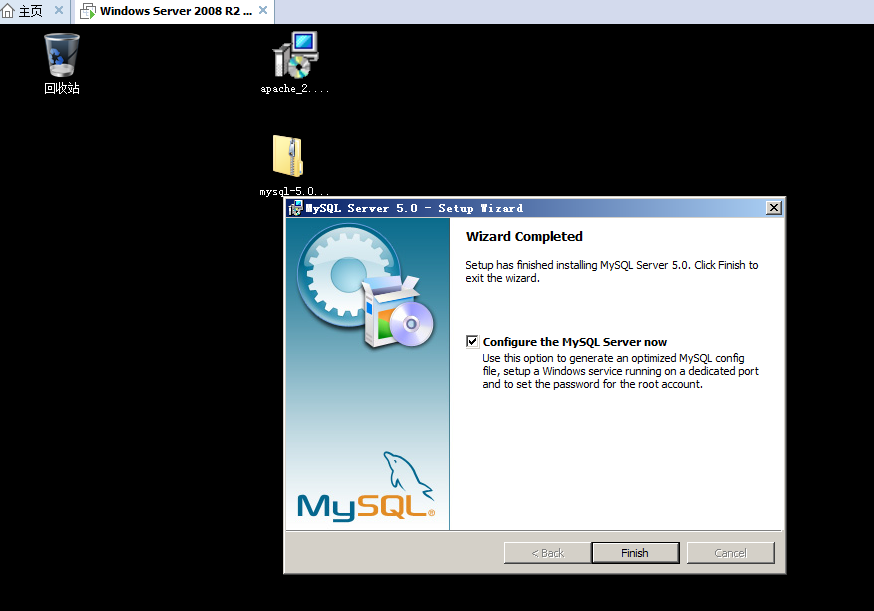 主页
Windows Server 2008 R2 ...
回收站
apache_2....
mysql-5.0...
MySQL Server 5.0 - Setup Wizard
Wizard Completed
Setup has finished installing MySQL Server 5.0. Click Finish to
exit the wizard.
Configure the MySQL Server now
Use this option to generate an optimized MySQL config
file, setup a Windows service running on a dedicated port
and to set the password for the root account.
MySQL®
< Back
Finish
Cancel